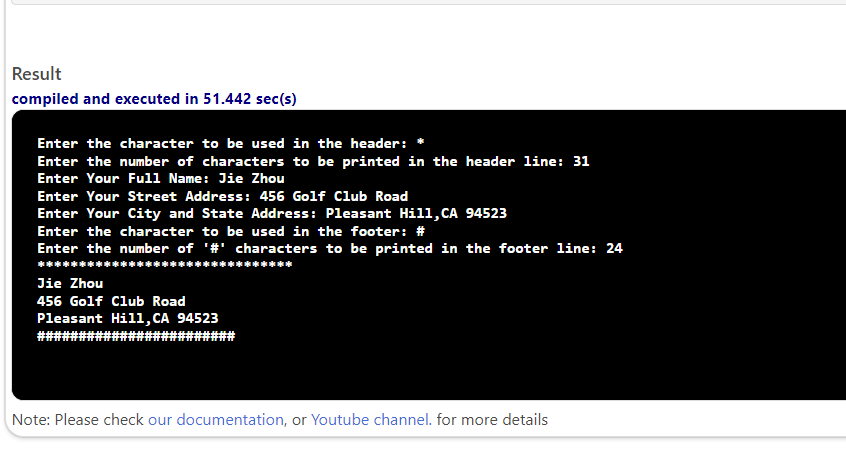 Result
compiled and executed in 51.442 sec(s)
Enter the character to be used in the header: *
Enter the number of characters to be printed in the header line: 31
Enter Your Full Name: Jie Zhou
Enter Your Street Address: 456 Golf Club Road
Enter Your City and State Address: Pleasant Hill,CA 94523
Enter the character to be used in the footer: #
Enter the number of '#' characters to be printed in the footer line: 24
*******************************
Jie Zhou
456 Golf Club Road
Pleasant Hill,CA 94523
########################
Note: Please check our documentation, or Youtube channel. for more details